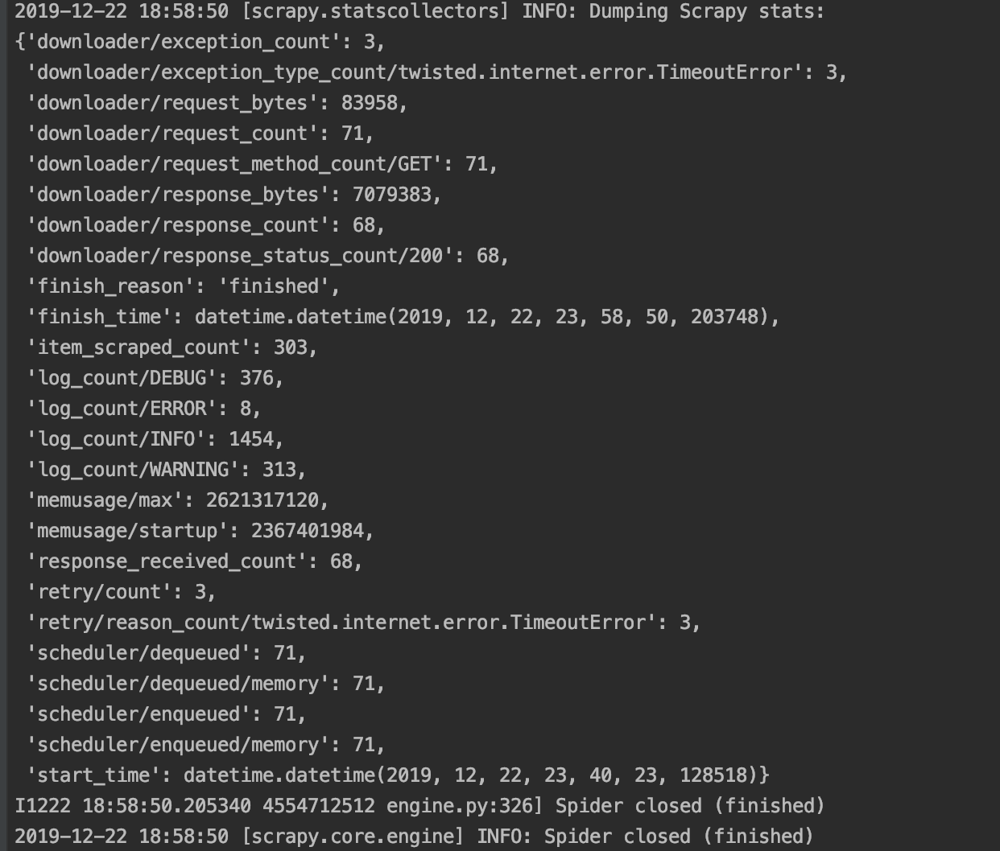 2019-12-22 18:58:50 [scrapy.statscollectors] INFO: Dumping Scrapy stats:
{'downloader/exception_count': 3,
'downloader/exception_type_count/twisted.internet.error.TimeoutError': 3,
'downloader/request_bytes': 83958,
'downloader/request_count': 71,
'downloader/request_method_count/GET': 71,
'downloader/response_bytes': 7079383,
'downloader/response_count': 68,
'downloader/response_status_count/200': 68,
'finish_reason': 'finished',
'finish_time': datetime.datetime(2019, 12, 22, 23, 58, 50, 203748),
'item_scraped_count': 303,
'log_count/DEBUG': 376,
'log_count/ERROR': 8,
'log_count/INFO': 1454,
'log_count/WARNING': 313,
'memusage/max': 2621317120,
'memusage/startup': 2367401984,
'response_received_count': 68,
'retry/count': 3,
'retry/reason_count/twisted.internet.error.TimeoutError': 3,
'scheduler/dequeued': 71,
'scheduler/dequeued/memory': 71,
'scheduler/enqueued': 71,
'scheduler/enqueued/memory': 71,
'start_time': datetime.datetime(2019, 12, 22, 23, 40, 23, 128518)}
I1222 18:58:50.205340 4554712512 engine.py:326] Spider closed (finished)
2019-12-22 18:58:50 [scrapy.core.engine] INFO: Spider closed (finished)